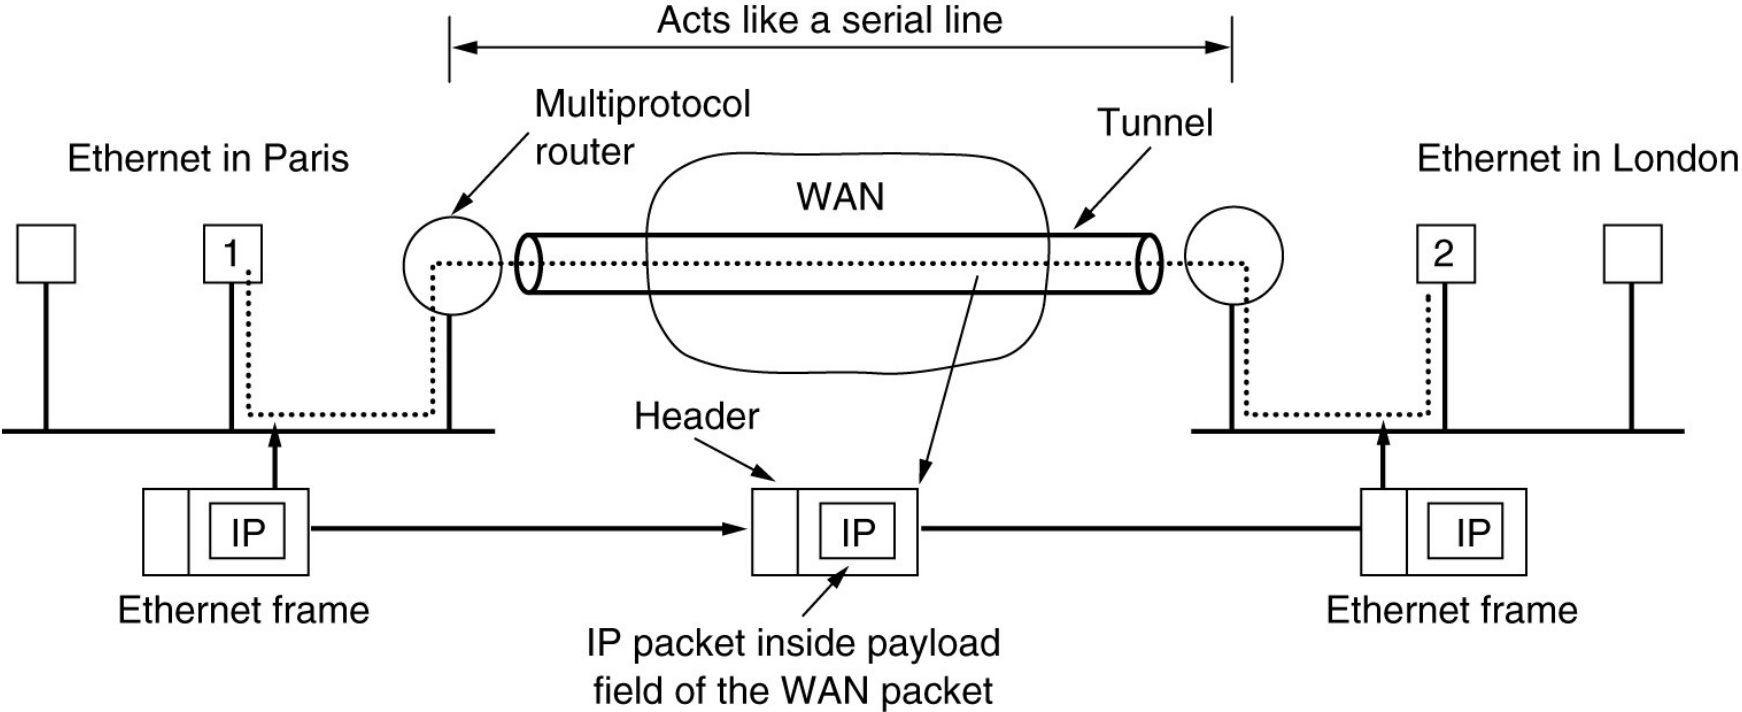 Acts like a serial line
Multiprotocol
router
Tunnel
Ethernet in Paris
Ethernet in London
WAN
1
2
Header
IP
IP
IP
Ethernet frame
Ethernet frame
IP packet inside payload
field of the WAN packet